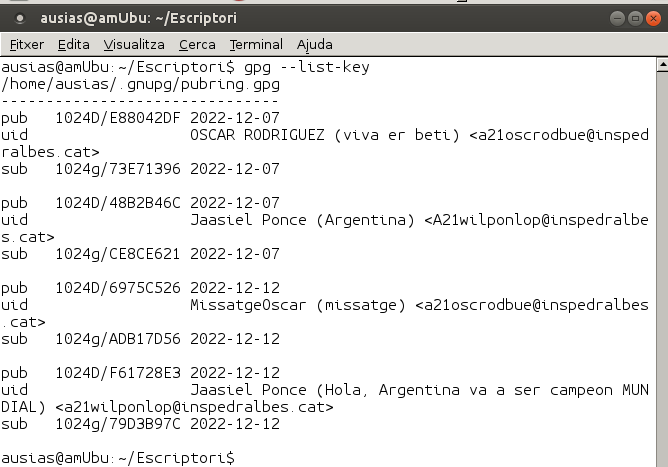 ausias@amUbu: ~/Escriptori
Fitxer Edita Visualitza Cerca Terminal Ajuda
ausias@amUbu:~/Escriptori$ gpg --list-key
/home/ausias/.gnupg/pubring.gpg
-------------------------------
pub   1024D/E88042DF 2022-12-07
uid                  OSCAR RODRIGUEZ (viva er beti) <a21oscrodbue@insped
ralbes.cat>
sub   1024g/73E71396 2022-12-07
pub   1024D/48B2B46C 2022-12-07
uid                  Jaasiel Ponce (Argentina) <A21wilponlop@inspedralbe
s.cat>
sub   1024g/CE8CE621 2022-12-07
pub   1024D/6975C526 2022-12-12
uid                  MissatgeOscar (missatge) <a21oscrodbue@inspedralbes
.cat>
sub   1024g/ADB17D56 2022-12-12
pub   1024D/F61728E3 2022-12-12
uid                  Jaasiel Ponce (Hola, Argentina va a ser campeon MUN
DIAL) <a21wilponlop@inspedralbes.cat>
sub   1024g/79D3B97C 2022-12-12
ausias@amUbu:~/Escriptori$